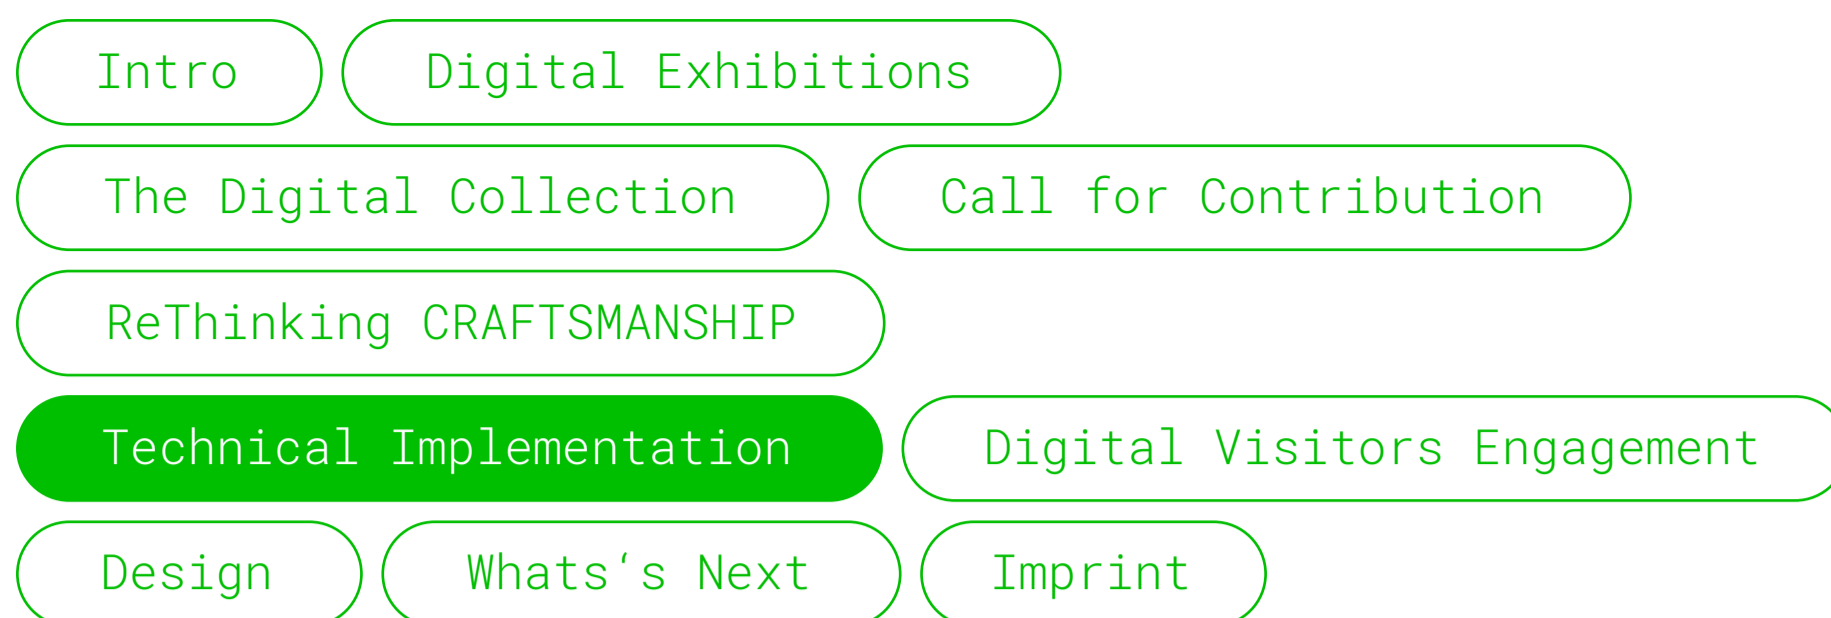 Intro Digital Exhibitions
The Digital Collection Call for Contribution
ReThinking CRAFTSMANSHIP
Technical Implementation Digital Visitors Engagement
Design Whats‘s Next Imprint